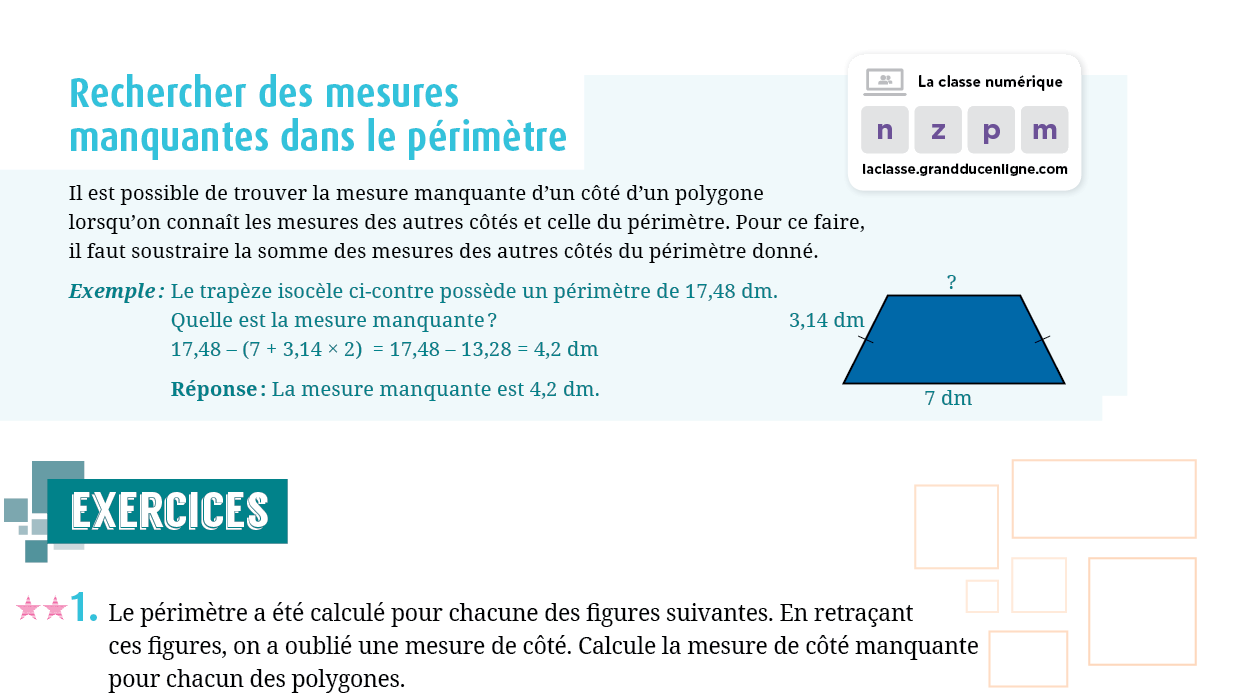 Rechercher des mesures
manquantes dans le périmètre
La classe numérique
n z p m
laclasse.grandducenligne.com
Il est possible de trouver la mesure manquante d’un côté d’un polygone
lorsqu’on connaît les mesures des autres côtés et celle du périmètre. Pour ce faire,
il faut soustraire la somme des mesures des autres côtés du périmètre donné.
Exemple : Le trapèze isocèle ci-contre possède un périmètre de 17,48 dm.
Quelle est la mesure manquante ?
17,48 – (7 + 3,14 × 2) = 17,48 – 13,28 = 4,2 dm
Réponse : La mesure manquante est 4,2 dm.
?
3,14 dm
7 dm
EXERCICES
1. Le périmètre a été calculé pour chacune des figures suivantes. En retraçant
ces figures, on a oublié une mesure de côté. Calcule la mesure de côté manquante
pour chacun des polygones.